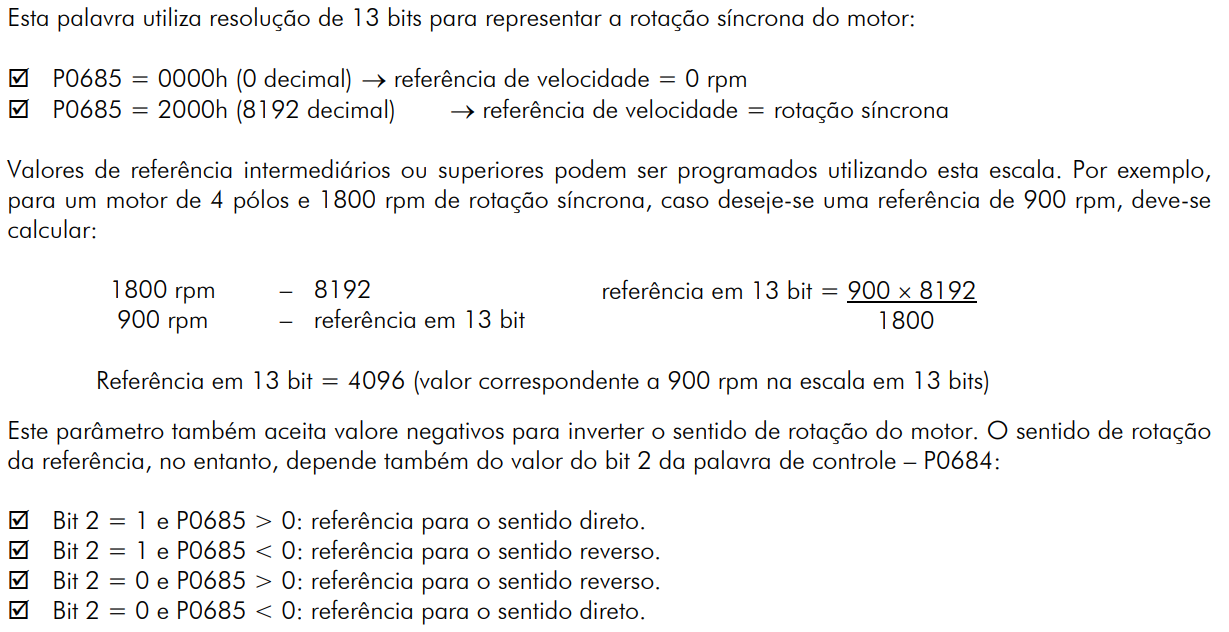 Esta palavra utiliza resolução de 13 bits para representar a rotação síncrona do motor:
☑ P0685 = 0000h (0 decimal) → referência de velocidade = 0 rpm
☑ P0685 = 2000h (8192 decimal) → referência de velocidade = rotação síncrona
Valores de referência intermediários ou superiores podem ser programados utilizando esta escala. Por exemplo,
para um motor de 4 pólos e 1800 rpm de rotação síncrona, caso deseje-se uma referência de 900 rpm, deve-se
calcular:
1800 rpm – 8192 referência em 13 bit = 900 × 8192
900 rpm – referência em 13 bit 1800
Referência em 13 bit = 4096 (valor correspondente a 900 rpm na escala em 13 bits)
Este parâmetro também aceita valore negativos para inverter o sentido de rotação do motor. O sentido de rotação
da referência, no entanto, depende também do valor do bit 2 da palavra de controle – P0684:
☑ Bit 2 = 1 e P0685 > 0: referência para o sentido direto.
☑ Bit 2 = 1 e P0685 < 0: referência para o sentido reverso.
☑ Bit 2 = 0 e P0685 > 0: referência para o sentido reverso.
☑ Bit 2 = 0 e P0685 < 0: referência para o sentido direto.